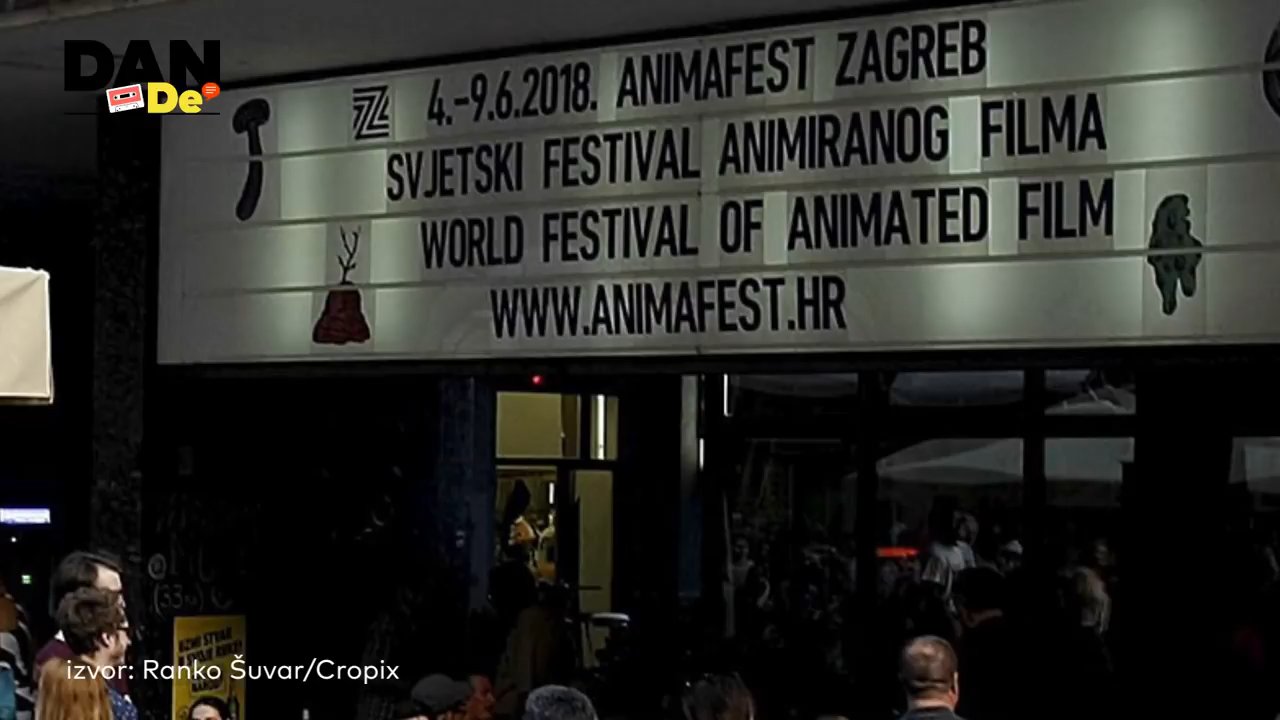 DAN
De
4.-9.6.2018. ANIMAFEST ZAGREB
SVJETSKI FESTIVAL ANIMIRANOG FILMA
WORLD FESTIVAL OF ANIMATED FILM
WWW.ANIMAFEST.HR
izvor: Ranko Šuvar/Cropix